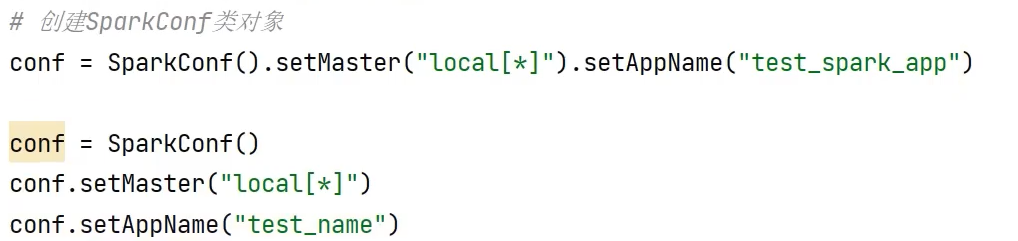 # 创建SparkConf类对象
conf = SparkConf().setMaster("local[*]").setAppName("test_spark_app")
conf = SparkConf()
conf.setMaster("local[*]")
conf.setAppName("test_name")